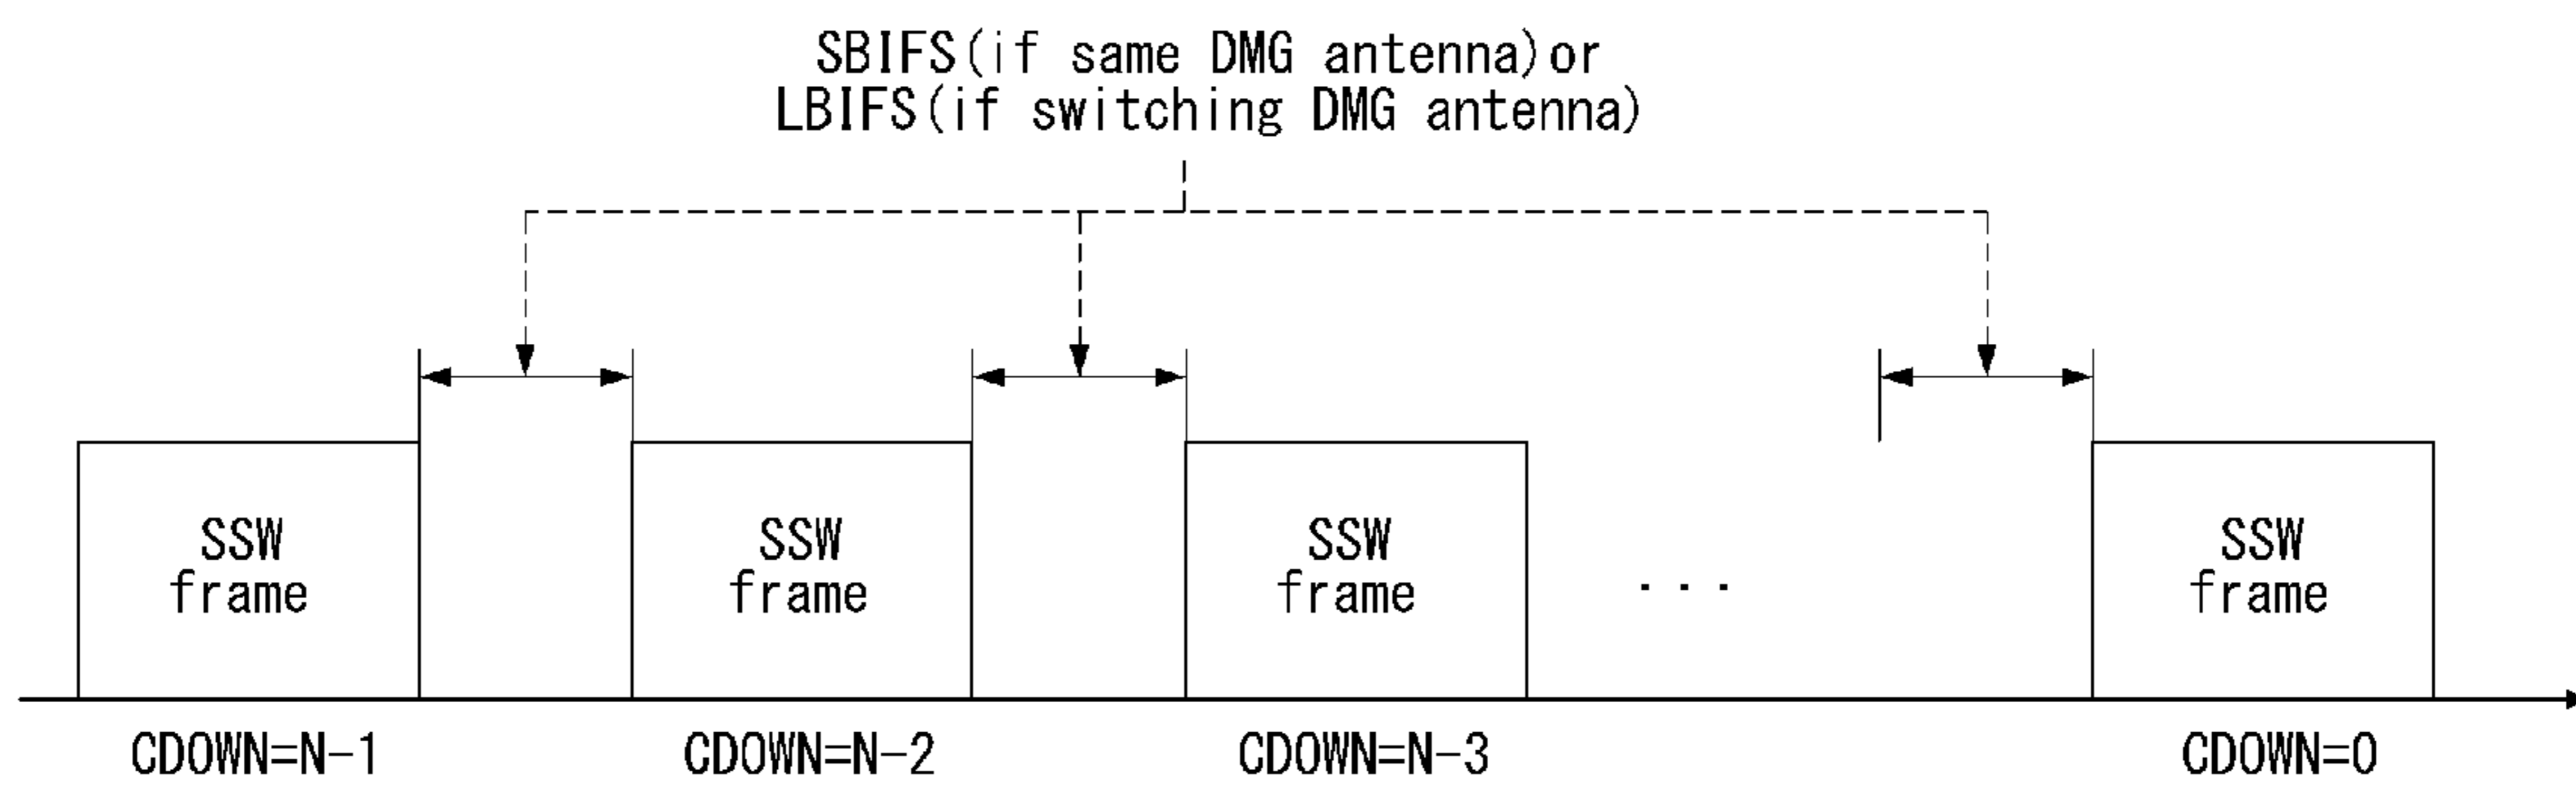 SBIFS(if same DMG antenna)or
LBIFS(if switching DMG antenna)
SSW
frame
SSW
frame
SSW
frame
...
SSW
frame
CDOWN=N-1
CDOWN=N-2
CDOWN=N-3
CDOWN=0